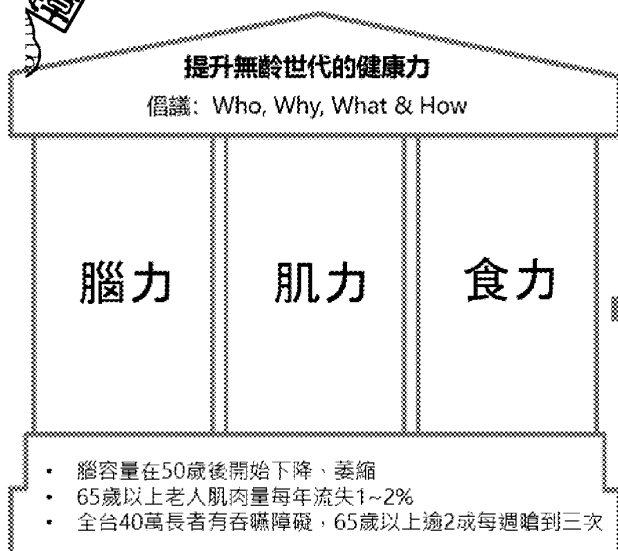 提升無齡世代的健康力
倡議: Who, Why, What & How
腦力
肌力
食力
• 腦容量在50歲後開始下降、萎縮
• 65歲以上老人肌肉量每年流失1~2%
• 全台40萬長者有吞嚥障礙，65歲以上逾2成每週嗆到三次